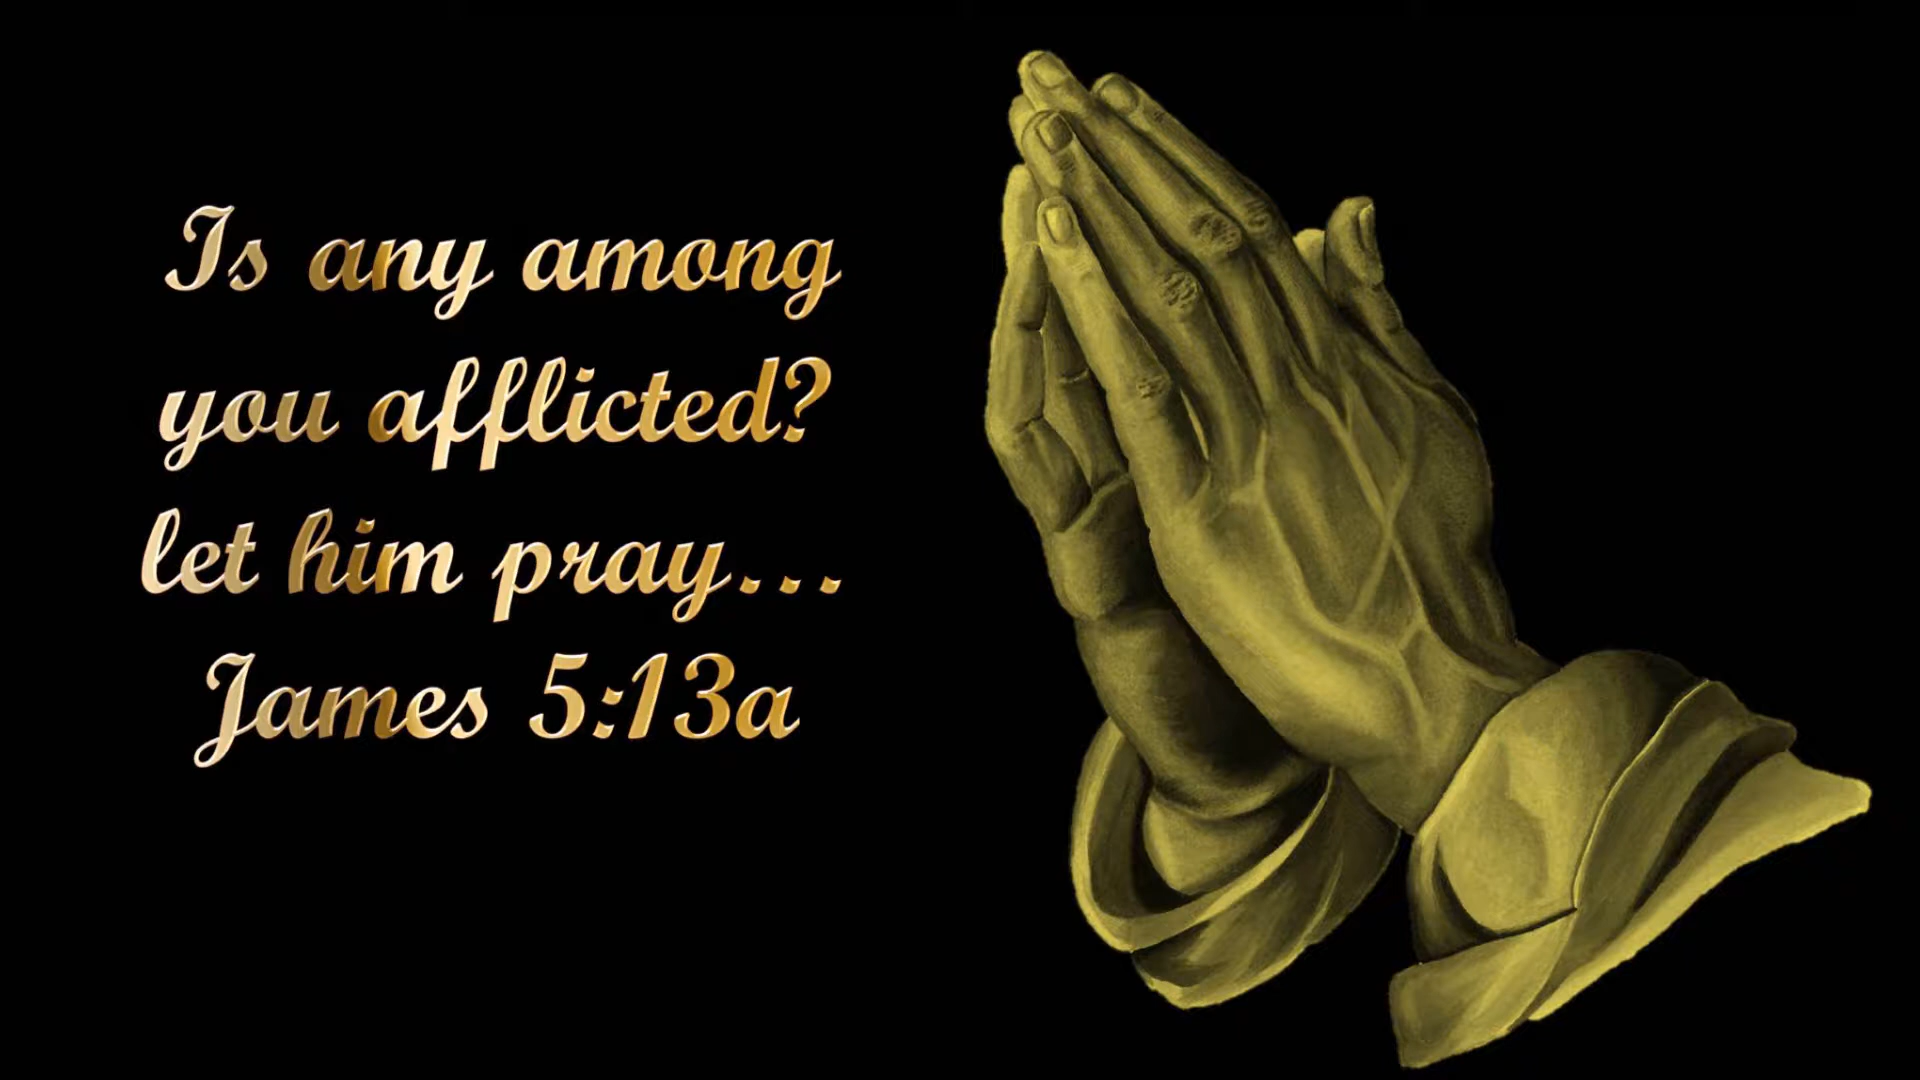 Is any among
you afflicted?
let him pray...
James 5:13a